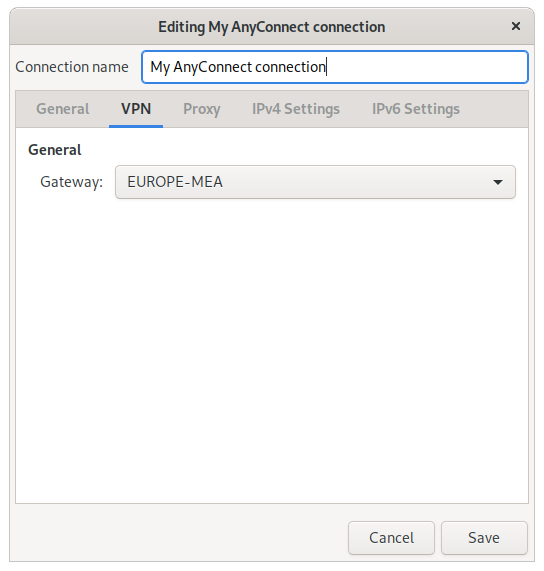 Editing My AnyConnect connection ×
Connection name My AnyConnect connection
General VPN Proxy IPv4 Settings IPv6 Settings
General
Gateway: EUROPE-MEA
Cancel Save